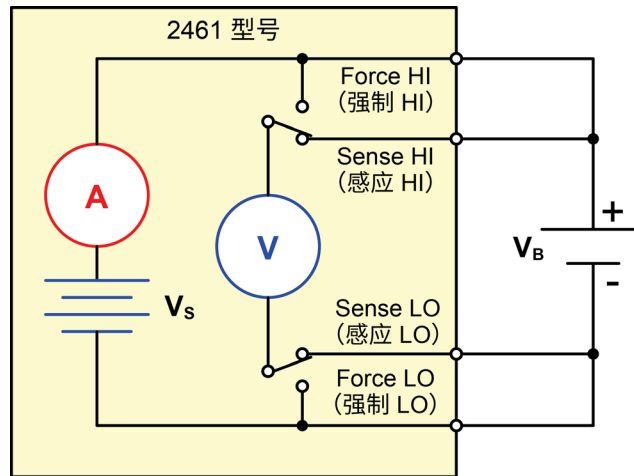 2461 型号
Force HI
（强制 HI）
Sense HI
（感应 HI）
A
V
VS
VB
+
-
Sense LO
（感应 LO）
Force LO
（强制 LO）